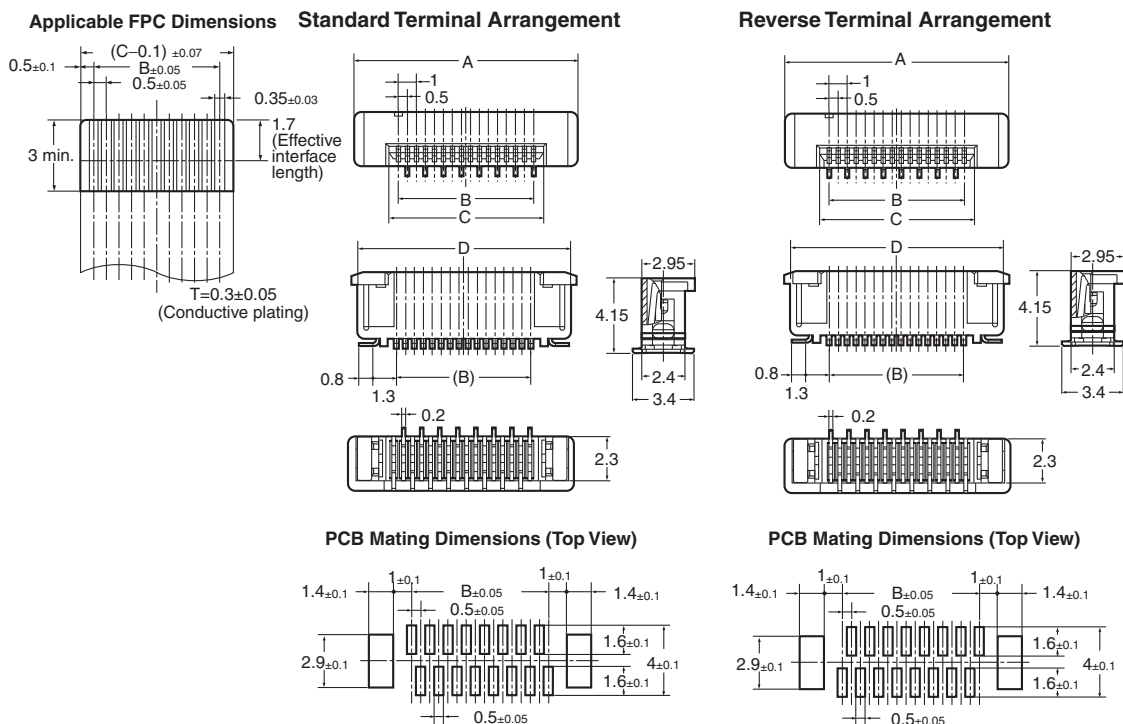 Applicable FPC Dimensions
(C−0.1) ±0.07
0.5±0.1
B±0.05
0.5±0.05
0.35±0.03
3 min.
1.7
(Effective
interface
length)
T=0.3±0.05
(Conductive plating)
Standard Terminal Arrangement
A
1
0.5
B
C
D
2.95
4.15
0.8
1.3
(B)
2.4
3.4
0.2
2.3
PCB Mating Dimensions (Top View)
1.4±0.1
1±0.1
B±0.05
1±0.1
1.4±0.1
0.5±0.05
2.9±0.1
1.6±0.1
4±0.1
1.6±0.1
0.5±0.05
Reverse Terminal Arrangement
A
1
0.5
B
C
D
2.95
4.15
0.8
1.3
(B)
2.4
3.4
0.2
2.3
PCB Mating Dimensions (Top View)
1.4±0.1
1±0.1
B±0.05
1±0.1
1.4±0.1
0.5±0.05
2.9±0.1
1.6±0.1
4±0.1
1.6±0.1
0.5±0.05